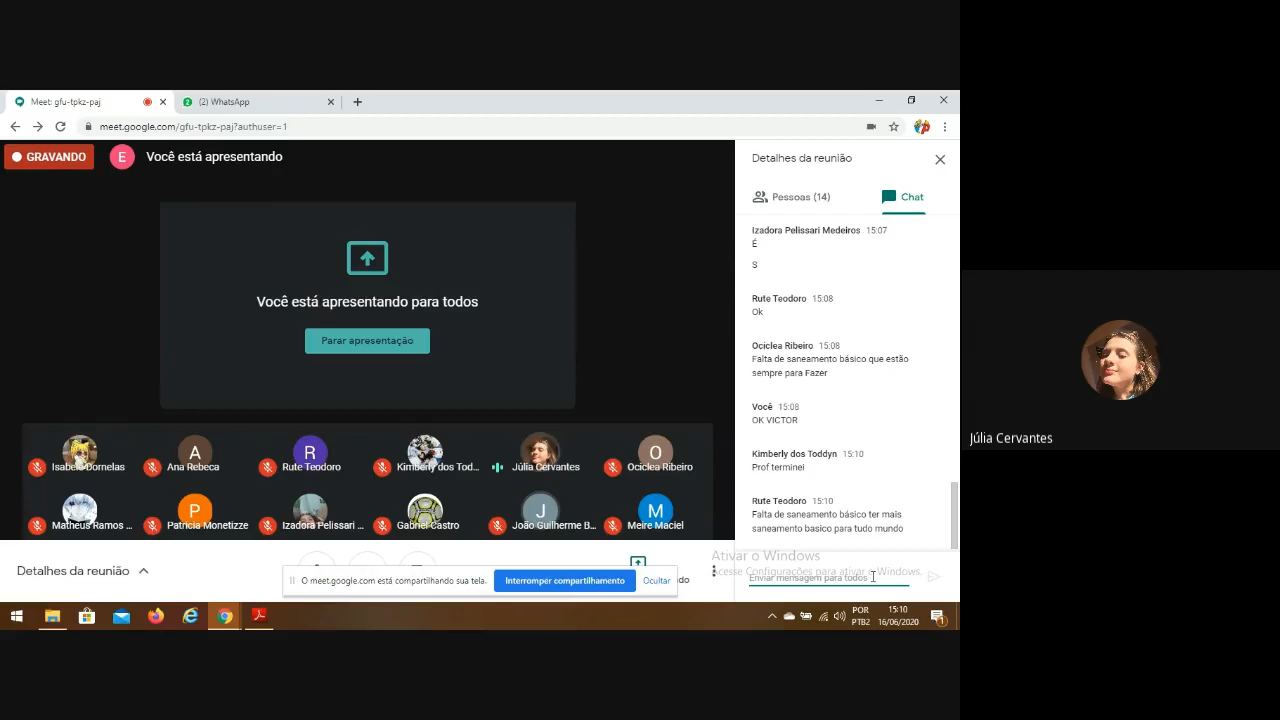 Meet: gfu-tpkz-paj
(2) WhatsApp
meet.google.com/gfu-tpkz-paj?authuser=1
GRAVANDO
E
Você está apresentando
Você está apresentando para todos
Parar apresentação
Isabela Dornelas
A
Ana Rebeca
R
Rute Teodoro
Kimberly dos Tod...
Júlia Cervantes
O
Ociclea Ribeiro
Matheus Ramos ...
P
Patrícia Monetizze
Izadora Pelissari ...
Gabriel Castro
J
João Guilherme B...
M
Meire Maciel
Detalhes da reunião
Pessoas (14)
Chat
Izadora Pelissari Medeiros 15:07
É
S
Rute Teodoro 15:08
Ok
Ociclea Ribeiro 15:08
Falta de saneamento básico que estão
sempre para Fazer
Você 15:08
OK VICTOR
Kimberly dos Toddyn 15:10
Prof terminei
Rute Teodoro 15:10
Falta de saneamento básico ter mais
saneamento basico para tudo mundo
Ativar o Windows
Acesse Configurações para ativar o Windows.
Enviar mensagem para todos
Detalhes da reunião
O meet.google.com está compartilhando sua tela.
Interromper compartilhamento
Ocultar
POR
PTB2
15:10
16/06/2020
1
Júlia Cervantes